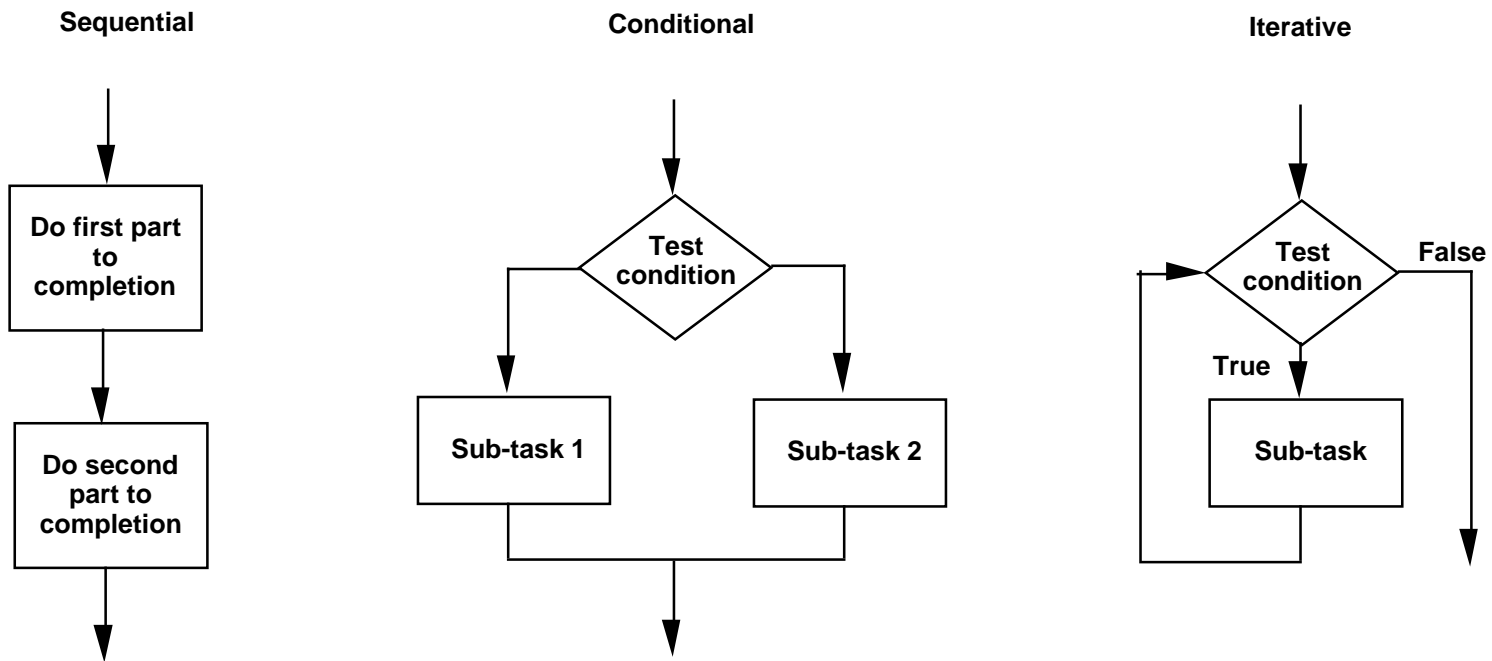 Sequential
Do first part
to
completion
Do second
part to
completion
Conditional
Test
condition
Sub-task 1
Sub-task 2
Iterative
Test
condition
False
True
Sub-task